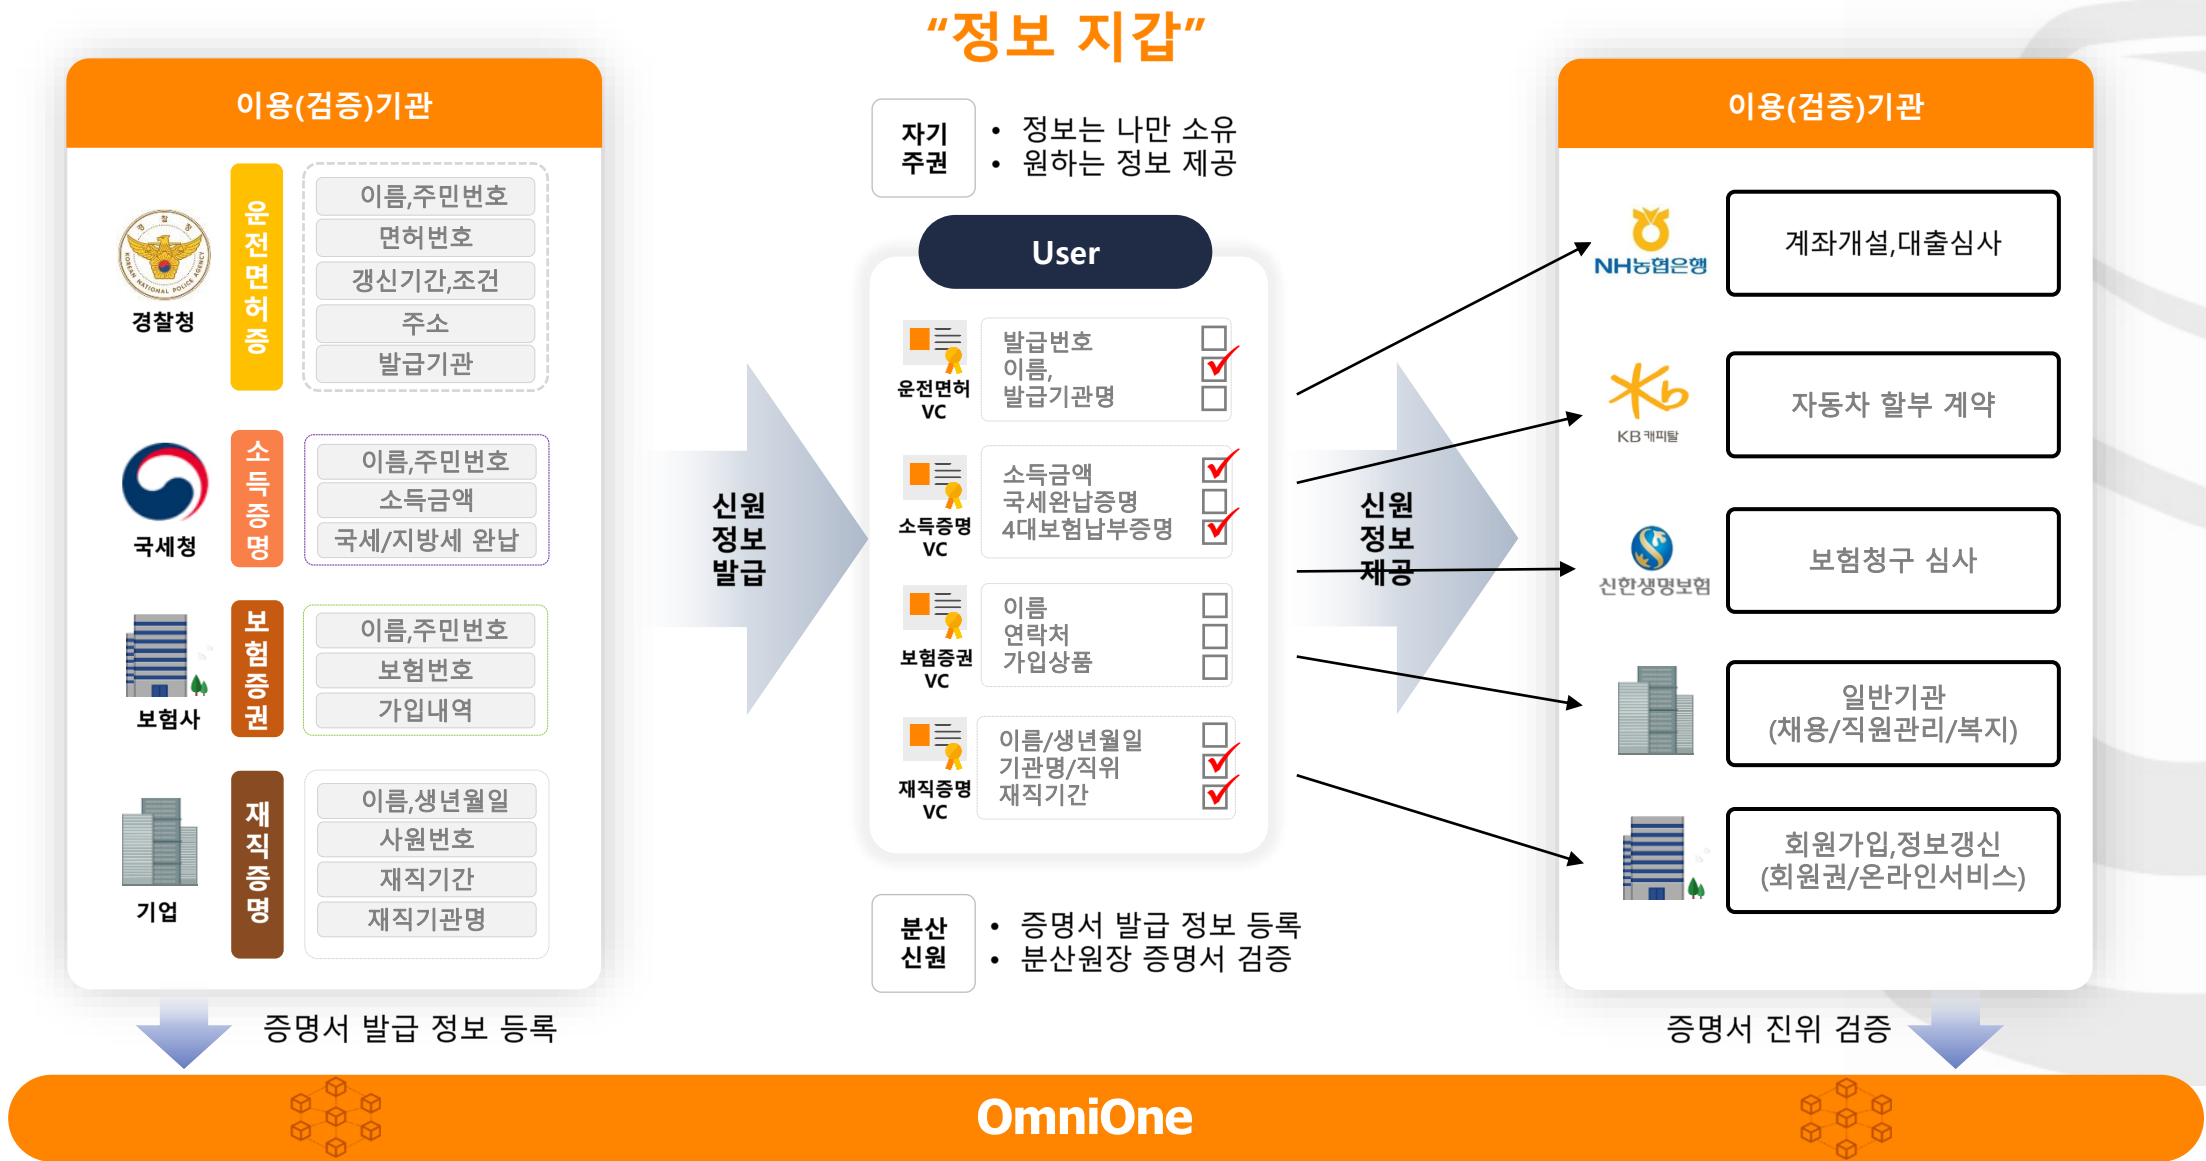 “정보 지갑”
이용(검증)기관
경찰청
운전면허증
이름,주민번호
면허번호
갱신기간,조건
주소
발급기관
국세청
소득증명
이름,주민번호
소득금액
국세/지방세 완납
보험사
보험증권
이름,주민번호
보험번호
가입내역
기업
재직증명
이름,생년월일
사원번호
재직기간
재직기관명
증명서 발급 정보 등록
신원
정보
발급
자기
주권
• 정보는 나만 소유
• 원하는 정보 제공
User
운전면허
VC
발급번호
이름,
발급기관명
소득증명
VC
소득금액
국세완납증명
4대보험납부증명
보험증권
VC
이름
연락처
가입상품
재직증명
VC
이름/생년월일
기관명/직위
재직기간
분산
신원
• 증명서 발급 정보 등록
• 분산원장 증명서 검증
신원
정보
제공
이용(검증)기관
NH농협은행
계좌개설,대출심사
KB캐피탈
자동차 할부 계약
신한생명보험
보험청구 심사
일반기관
(채용/직원관리/복지)
회원가입,정보갱신
(회원권/온라인서비스)
증명서 진위 검증
OmniOne